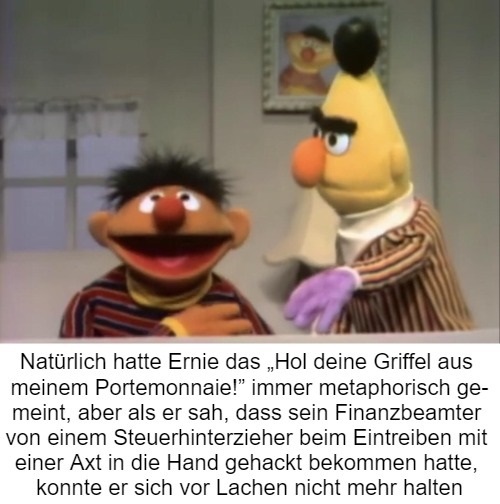 Natürlich hatte Ernie das „Hol deine Griffel aus
meinem Portemonnaie!” immer metaphorisch ge-
meint, aber als er sah, dass sein Finanzbeamter
von einem Steuerhinterzieher beim Eintreiben mit
einer Axt in die Hand gehackt bekommen hatte,
konnte er sich vor Lachen nicht mehr halten